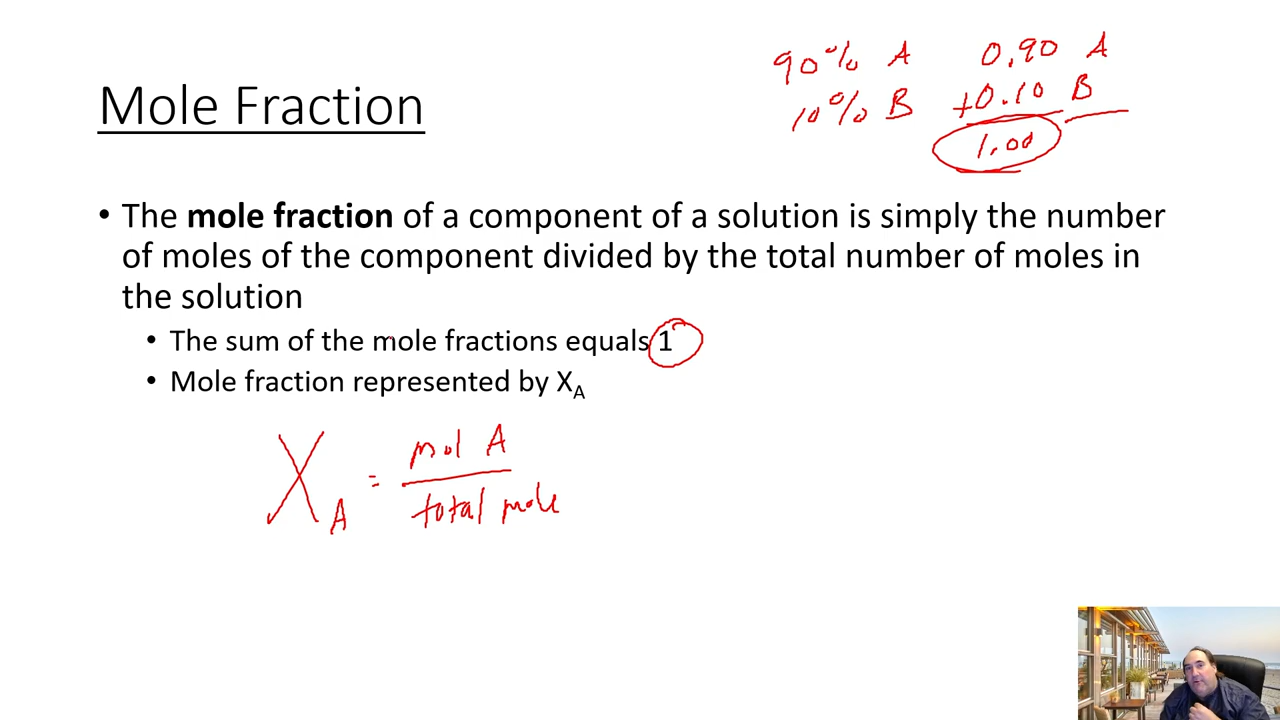 90% A 0.90 A
10% B +0.10 B
1.00
Mole Fraction
• The mole fraction of a component of a solution is simply the number
of moles of the component divided by the total number of moles in
the solution
• The sum of the mole fractions equals 1
• Mole fraction represented by XA
XA = mol A
total mole